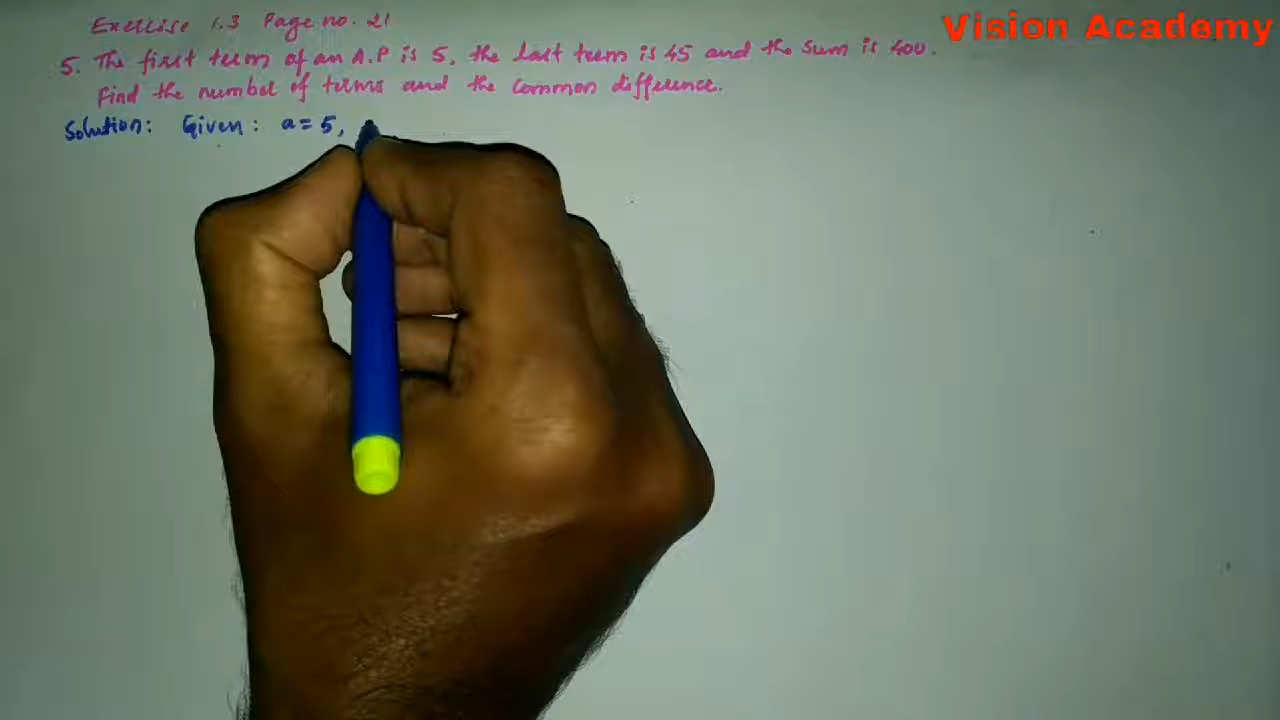 Exercise 1.3 Page no. 21
Vision Academy
5. The first term of an A.P is 5, the last term is 45 and the sum is 400.
Find the number of terms and the common difference.
Solution: Given: a = 5,